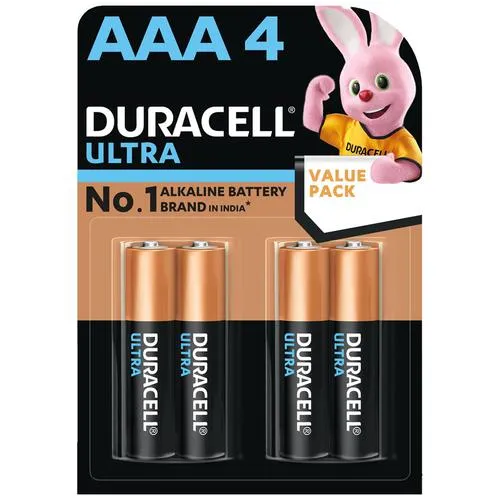 AAA 4
DURACELL®
ULTRA
DURACELL
VALUE
PACK
No.1 ALKALINE BATTERY
BRAND IN INDIA*
DURACELL®
ULTRA
DURACELL®
ULTRA
DURACELL®
ULTRA
DURACELL®
ULTRA